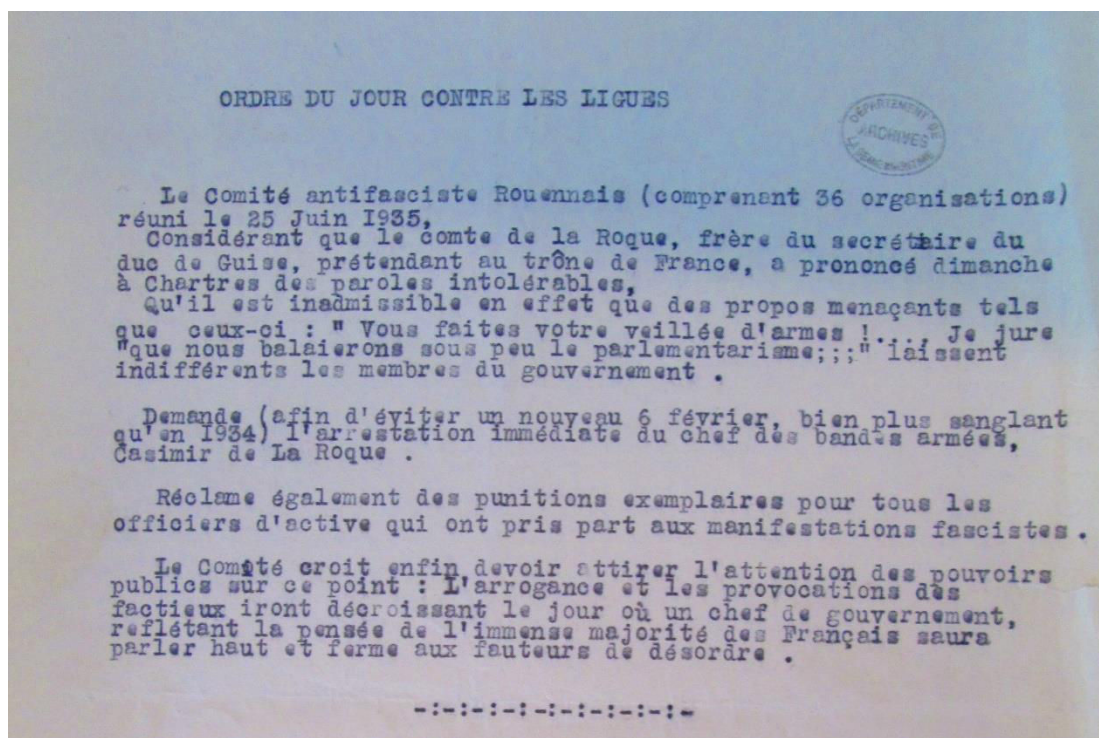 ORDRE DU JOUR CONTRE LES LIGUES
DÉPARTEMENT DE
ARCHIVES
Le Comité antifasciste Rouennais (comprenant 36 organisations)
réuni le 25 Juin I935,
Considérant que le comte de la Roque, frère du secrétaire du
duc de Guise, prétendant au trône de France, a prononcé dimanche
à Chartres des paroles intolérables,
Qu'il est inadmissible en effet que des propos menaçants tels
que ceux-ci : " Vous faites votre veillée d'armes !.... Je jure
"que nous balaierons sous peu le parlementarisme;;;" laissent
indifférents les membres du gouvernement .
Demande (afin d'éviter un nouveau 6 février, bien plus sanglant
qu'en I934) l'arrestation immédiate du chef des bandes armées,
Casimir de La Roque .
Réclame également des punitions exemplaires pour tous les
officiers d'active qui ont pris part aux manifestations fascistes .
Le Comité croit enfin devoir attirer l'attention des pouvoirs
publics sur ce point : L'arrogance et les provocations des
factieux iront décroissant le jour où un chef de gouvernement,
reflétant la pensée de l'immense majorité des Français saura
parler haut et ferme aux fauteurs de désordre .
-:-:-:-:-:-:-:-:-:-